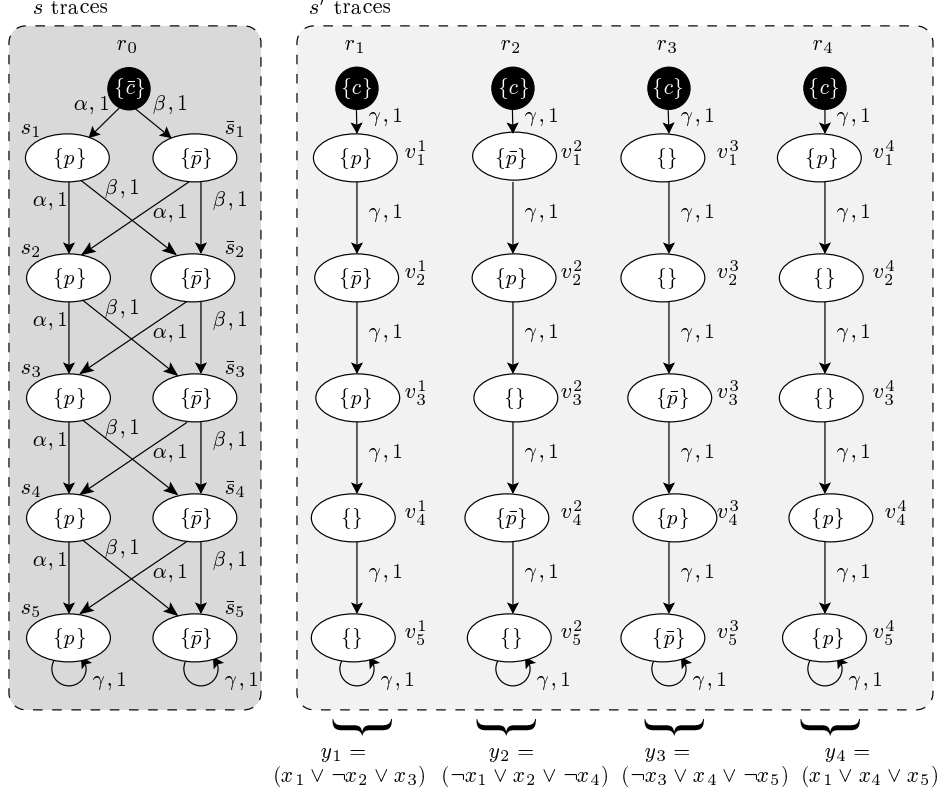 s traces s′ traces
r₀ r₁ r₂ r₃ r₄
{c̄} {c} {c} {c} {c}
α, 1 β, 1 γ, 1 γ, 1 γ, 1 γ, 1
s₁ s̄₁
{p} {p̄} {p} v₁¹ {p̄} v₁² {} v₁³ {p} v₁⁴
α, 1 β, 1 α, 1 β, 1 γ, 1 γ, 1 γ, 1 γ, 1
s₂ s̄₂
{p} {p̄} {p̄} v₂¹ {p} v₂² {} v₂³ {} v₂⁴
α, 1 β, 1 α, 1 β, 1 γ, 1 γ, 1 γ, 1 γ, 1
s₃ s̄₃
{p} {p̄} {p} v₃¹ {} v₃² {p̄} v₃³ {} v₃⁴
α, 1 β, 1 α, 1 β, 1 γ, 1 γ, 1 γ, 1 γ, 1
s₄ s̄₄
{p} {p̄} {} v₄¹ {p̄} v₄² {p} v₄³ {p} v₄⁴
α, 1 β, 1 α, 1 β, 1 γ, 1 γ, 1 γ, 1 γ, 1
s₅ s̄₅
{p} {p̄} {} v₅¹ {} v₅² {p̄} v₅³ {p} v₅⁴
γ, 1 γ, 1 γ, 1 γ, 1 γ, 1 γ, 1
y₁ = y₂ = y₃ = y₄ =
(x₁ ∨ ¬x₂ ∨ x₃) (¬x₁ ∨ x₂ ∨ ¬x₄) (¬x₃ ∨ x₄ ∨ ¬x₅) (x₁ ∨ x₄ ∨ x₅)